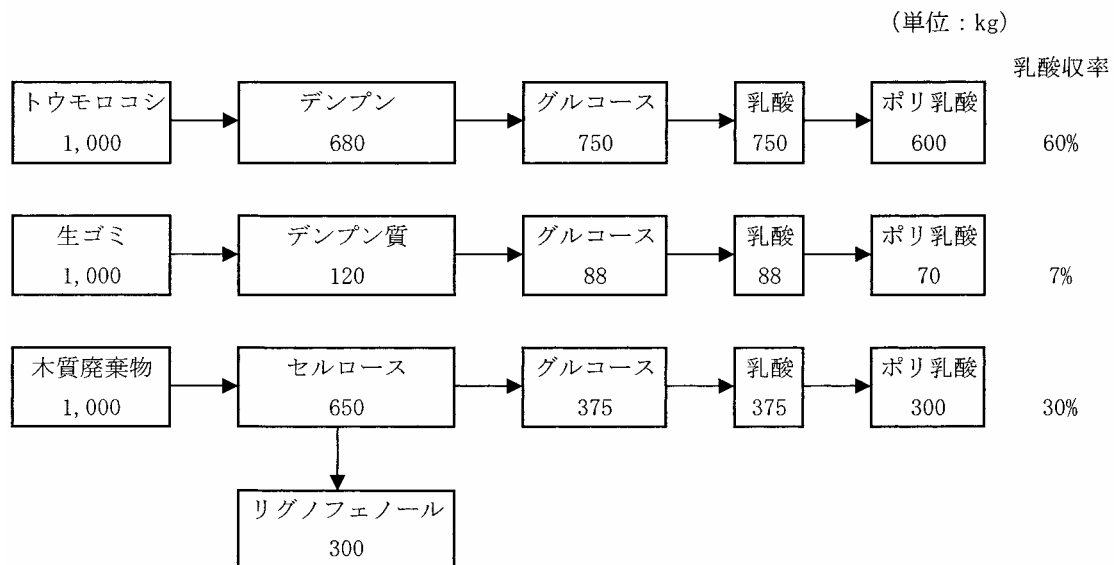 （単位：kg）
乳酸収率
トウモロコシ デンプン グルコース 乳酸 ポリ乳酸
1,000 680 750 750 600 60%
生ゴミ デンプン質 グルコース 乳酸 ポリ乳酸
1,000 120 88 88 70 7%
木質廃棄物 セルロース グルコース 乳酸 ポリ乳酸
1,000 650 375 375 300 30%
リグノフェノール
300